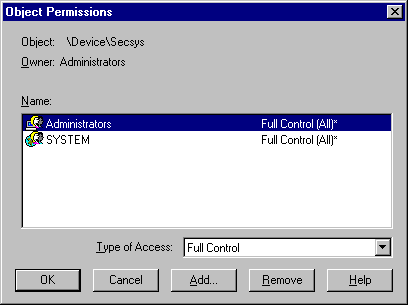 Object Permissions
Object: \Device\Secsys
Owner: Administrators
Name:
Administrators Full Control (All)*
SYSTEM Full Control (All)*
Type of Access: Full Control
OK Cancel Add... Remove Help